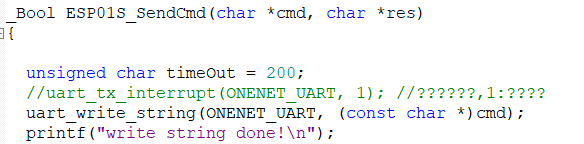 _Bool ESP01S_SendCmd(char *cmd, char *res)
{
unsigned char timeOut = 200;
//uart_tx_interrupt(ONENET_UART, 1); //??????,1:????
uart_write_string(ONENET_UART, (const char *)cmd);
printf("write string done!\n");